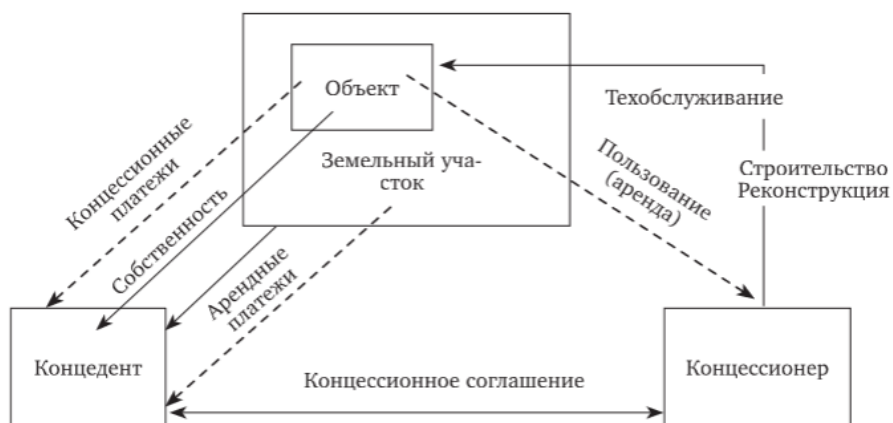 Объект
Техобслуживание
Концессионные
платежи
Земельный уча-
сток
Пользование
(аренда)
Строительство
Реконструкция
Собственность
Арендные
платежи
Концедент
Концессионное соглашение
Концессионер